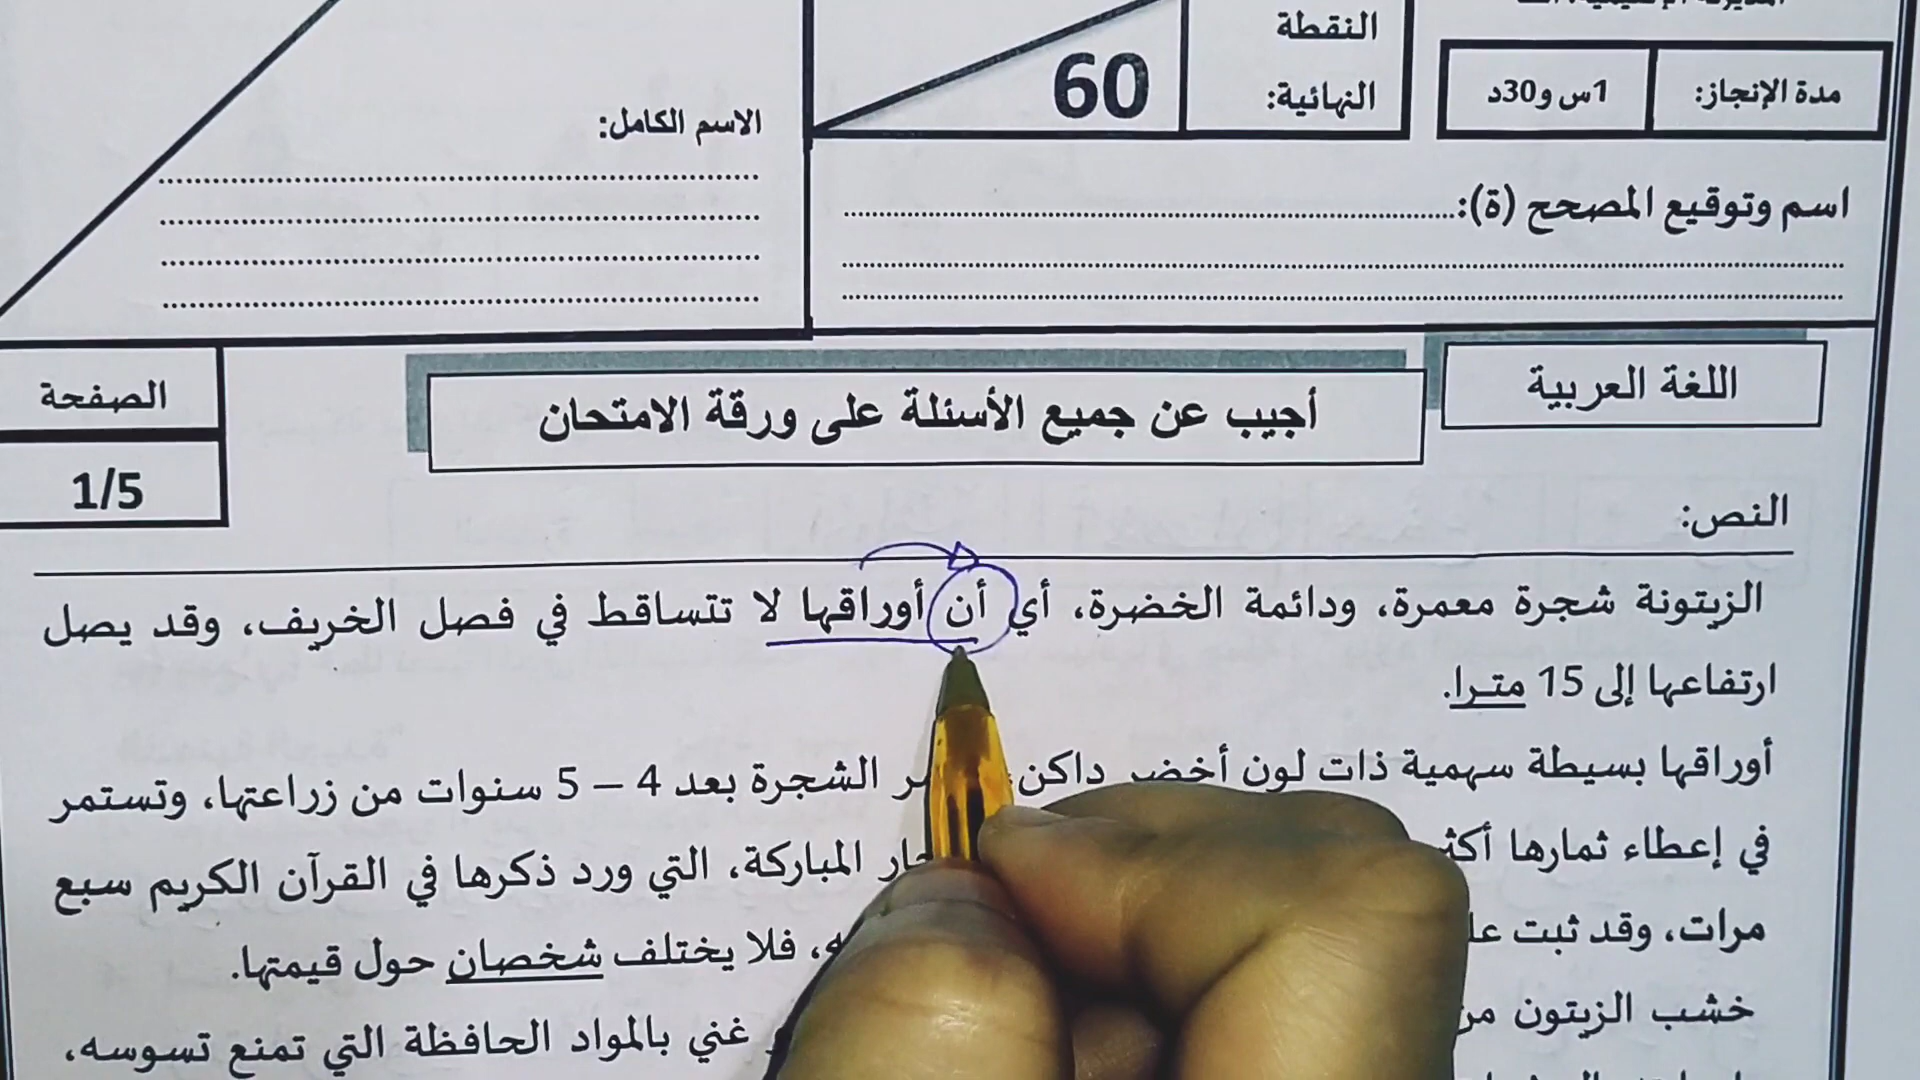 النقطة
النهائية:
60
مدة الإنجاز:
1س و30د
الاسم الكامل:
اسم وتوقيع المصحح (ة):
اللغة العربية
أجيب عن جميع الأسئلة على ورقة الامتحان
الصفحة
1/5
النص:
الزيتونة شجرة معمرة، ودائمة الخضرة، أي أن أوراقها لا تتساقط في فصل الخريف، وقد يصل
ارتفاعها إلى 15 مترا.
أوراقها بسيطة سهمية ذات لون أخضر داكن، الشجرة بعد 4 – 5 سنوات من زراعتها، وتستمر
في إعطاء ثمارها المباركة، التي ورد ذكرها في القرآن الكريم سبع
مرات، وقد ثبت فلا يختلف شخصان حول قيمتها.
خشب الزيتون غني بالمواد الحافظة التي تمنع تسوسه،